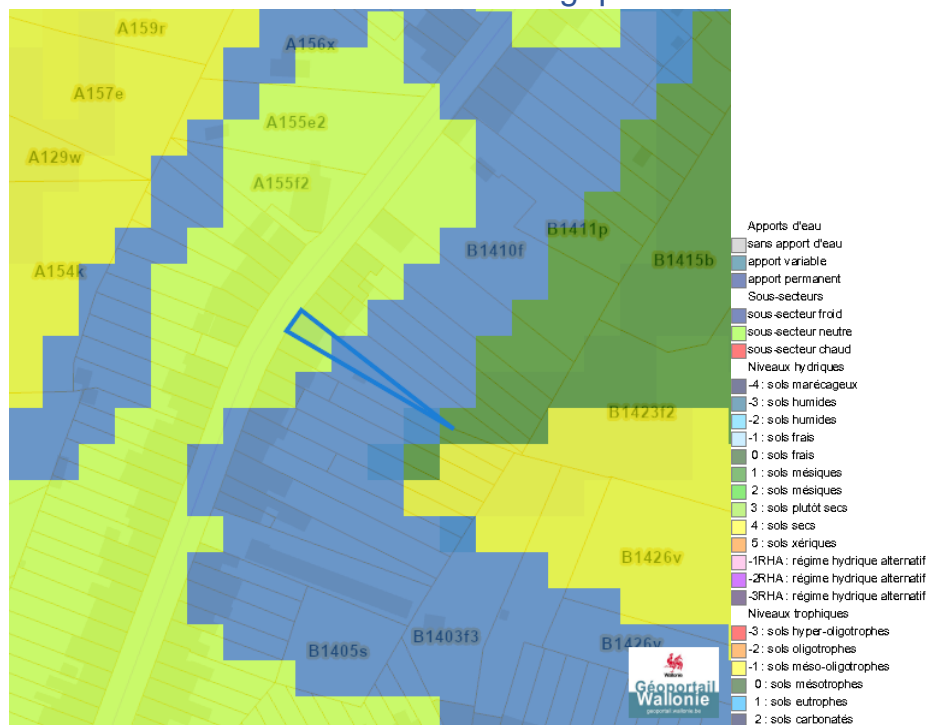 A159r
A156x
A157e
A155e2
A129w
A155f2
B1411p
B1410f
B1415b
A154k
B1423f2
B1426v
B1403f3
B1405s
B1426v
Géoportail
Wallonie
geoportail.wallonie.be
Apports d'eau
sans apport d'eau
apport variable
apport permanent
Sous-secteurs
sous-secteur froid
sous-secteur neutre
sous-secteur chaud
Niveaux hydriques
-4 : sols marécageux
-3 : sols humides
-2 : sols humides
-1 : sols frais
0 : sols frais
1 : sols mésiques
2 : sols mésiques
3 : sols plutôt secs
4 : sols secs
5 : sols xériques
-1RHA : régime hydrique alternatif
-2RHA : régime hydrique alternatif
-3RHA : régime hydrique alternatif
Niveaux trophiques
-3 : sols hyper-oligotrophes
-2 : sols oligotrophes
-1 : sols méso-oligotrophes
0 : sols mésotrophes
1 : sols eutrophes
2 : sols carbonatés